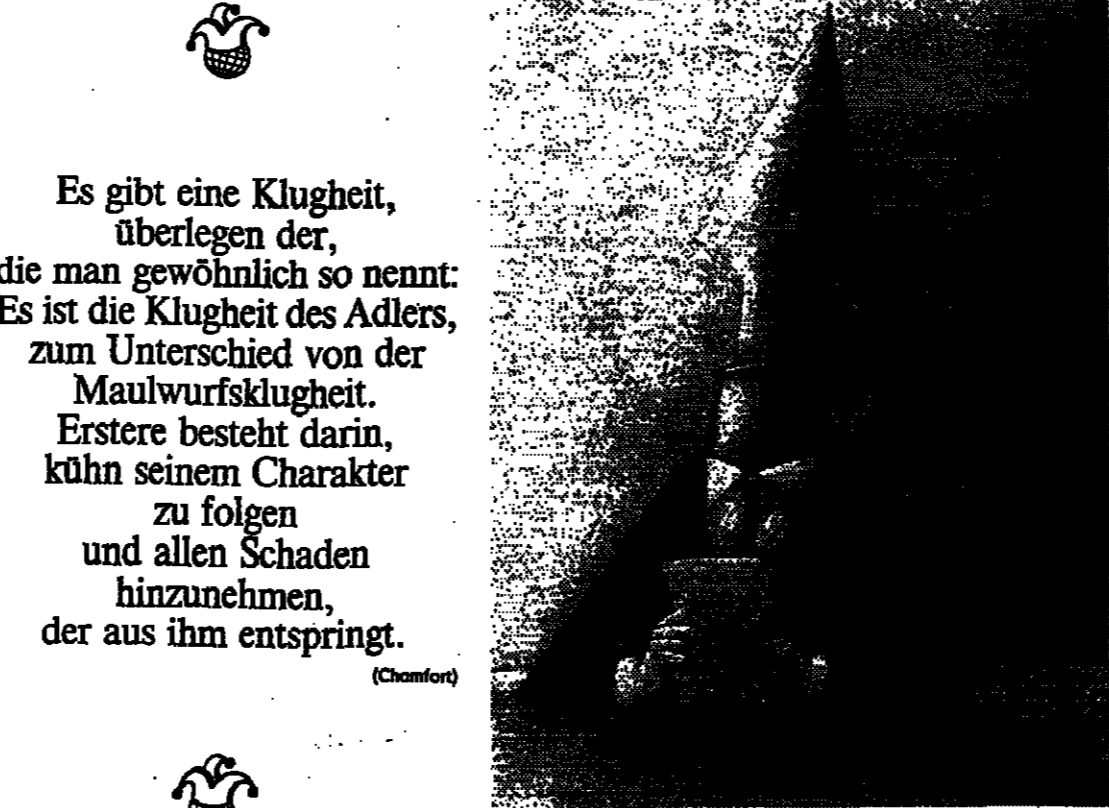 Es gibt eine Klugheit,
überlegen der,
die man gewöhnlich so nennt:
Es ist die Klugheit des Adlers,
zum Unterschied von der
Maulwurfsklugheit.
Erstere besteht darin,
kühn seinem Charakter
zu folgen
und allen Schaden
hinzunehmen,
der aus ihm entspringt.
(Chamfort)